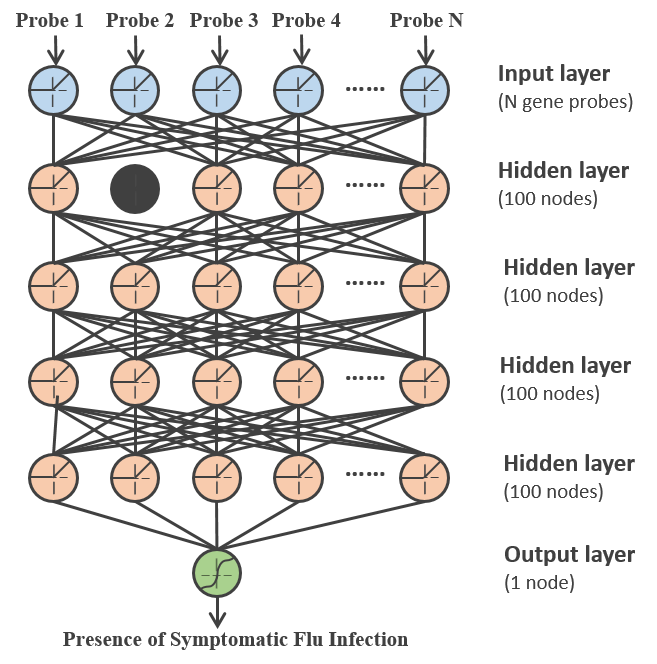 Probe 1 Probe 2 Probe 3 Probe 4 Probe N
Input layer
(N gene probes)
......
Hidden layer
(100 nodes)
......
Hidden layer
(100 nodes)
......
Hidden layer
(100 nodes)
......
Hidden layer
(100 nodes)
......
Output layer
(1 node)
Presence of Symptomatic Flu Infection